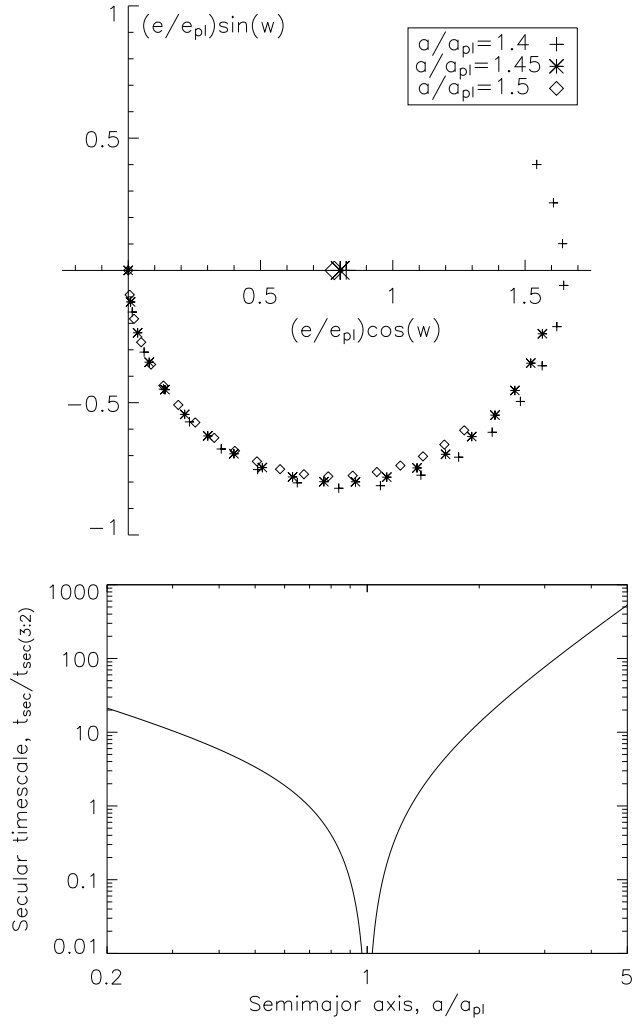 1
(e/e_pl)sin(w)
a/a_pl=1.4
a/a_pl=1.45
a/a_pl=1.5
0.5
0.5 1 1.5
(e/e_pl)cos(w)
−0.5
−1
1000
100
10
1
0.1
0.01
Secular timescale, t_sec/t_sec(3:2)
0.2 1 5
Semimajor axis, a/a_pl